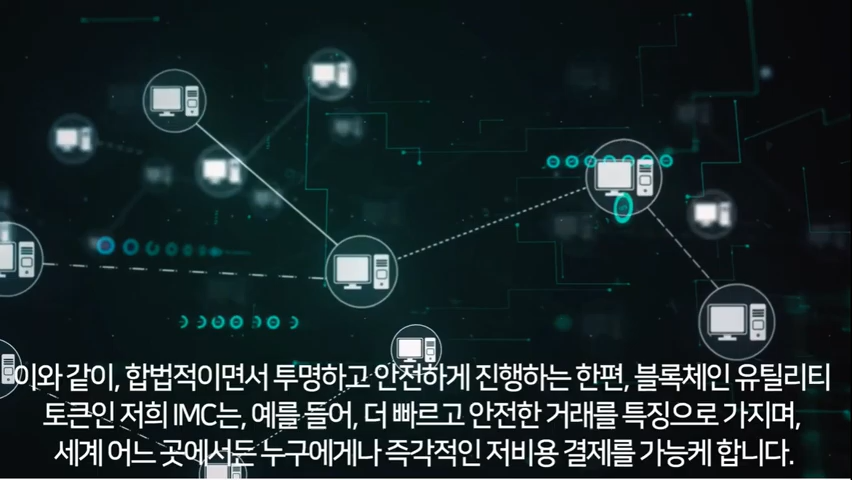 이와 같이, 합법적이면서 투명하고 안전하게 진행하는 한편, 블록체인 유틸리티
토큰인 저희 IMC는, 예를 들어, 더 빠르고 안전한 거래를 특징으로 가지며,
세계 어느 곳에서든 누구에게나 즉각적인 저비용 결제를 가능케 합니다.